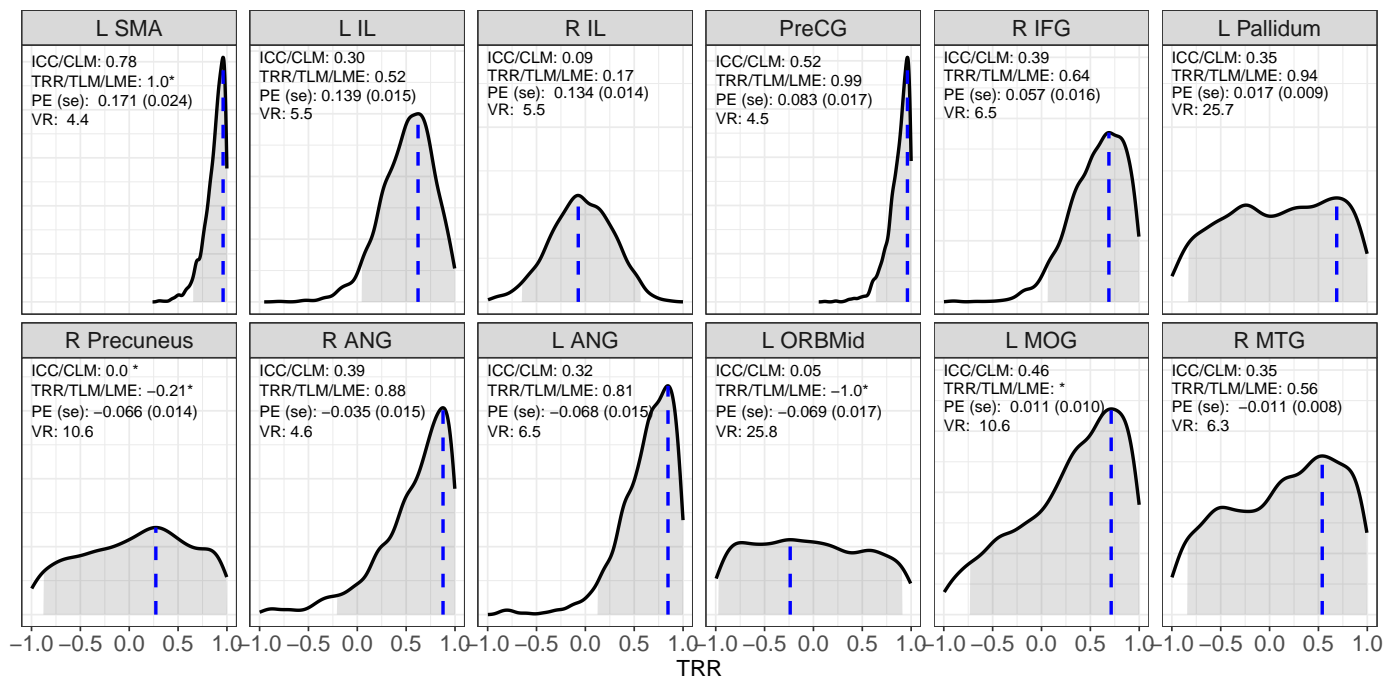 L SMA
ICC/CLM: 0.78
TRR/TLM/LME: 1.0*
PE (se): 0.171 (0.024)
VR: 4.4
L IL
ICC/CLM: 0.30
TRR/TLM/LME: 0.52
PE (se): 0.139 (0.015)
VR: 5.5
R IL
ICC/CLM: 0.09
TRR/TLM/LME: 0.17
PE (se): 0.134 (0.014)
VR: 5.5
PreCG
ICC/CLM: 0.52
TRR/TLM/LME: 0.99
PE (se): 0.083 (0.017)
VR: 4.5
R IFG
ICC/CLM: 0.39
TRR/TLM/LME: 0.64
PE (se): 0.057 (0.016)
VR: 6.5
L Pallidum
ICC/CLM: 0.35
TRR/TLM/LME: 0.94
PE (se): 0.017 (0.009)
VR: 25.7
R Precuneus
ICC/CLM: 0.0 *
TRR/TLM/LME: −0.21*
PE (se): −0.066 (0.014)
VR: 10.6
R ANG
ICC/CLM: 0.39
TRR/TLM/LME: 0.88
PE (se): −0.035 (0.015)
VR: 4.6
L ANG
ICC/CLM: 0.32
TRR/TLM/LME: 0.81
PE (se): −0.068 (0.015)
VR: 6.5
L ORBMid
ICC/CLM: 0.05
TRR/TLM/LME: −1.0*
PE (se): −0.069 (0.017)
VR: 25.8
L MOG
ICC/CLM: 0.46
TRR/TLM/LME: *
PE (se): 0.011 (0.010)
VR: 10.6
R MTG
ICC/CLM: 0.35
TRR/TLM/LME: 0.56
PE (se): −0.011 (0.008)
VR: 6.3
−1.0 −0.5 0.0 0.5 1.0 −1.0 −0.5 0.0 0.5 1.0 −1.0 −0.5 0.0 0.5 1.0 −1.0 −0.5 0.0 0.5 1.0 −1.0 −0.5 0.0 0.5 1.0 −1.0 −0.5 0.0 0.5 1.0
TRR